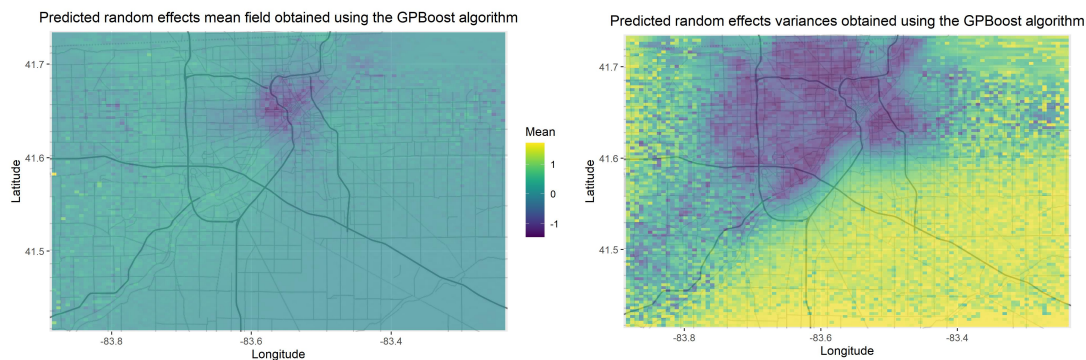 Predicted random effects mean field obtained using the GPBoost algorithm
41.7
41.6
41.5
Latitude
-83.8
-83.6
-83.4
Longitude
Mean
1
0
-1
Predicted random effects variances obtained using the GPBoost algorithm
41.7
41.6
41.5
Latitude
-83.8
-83.6
-83.4
Longitude